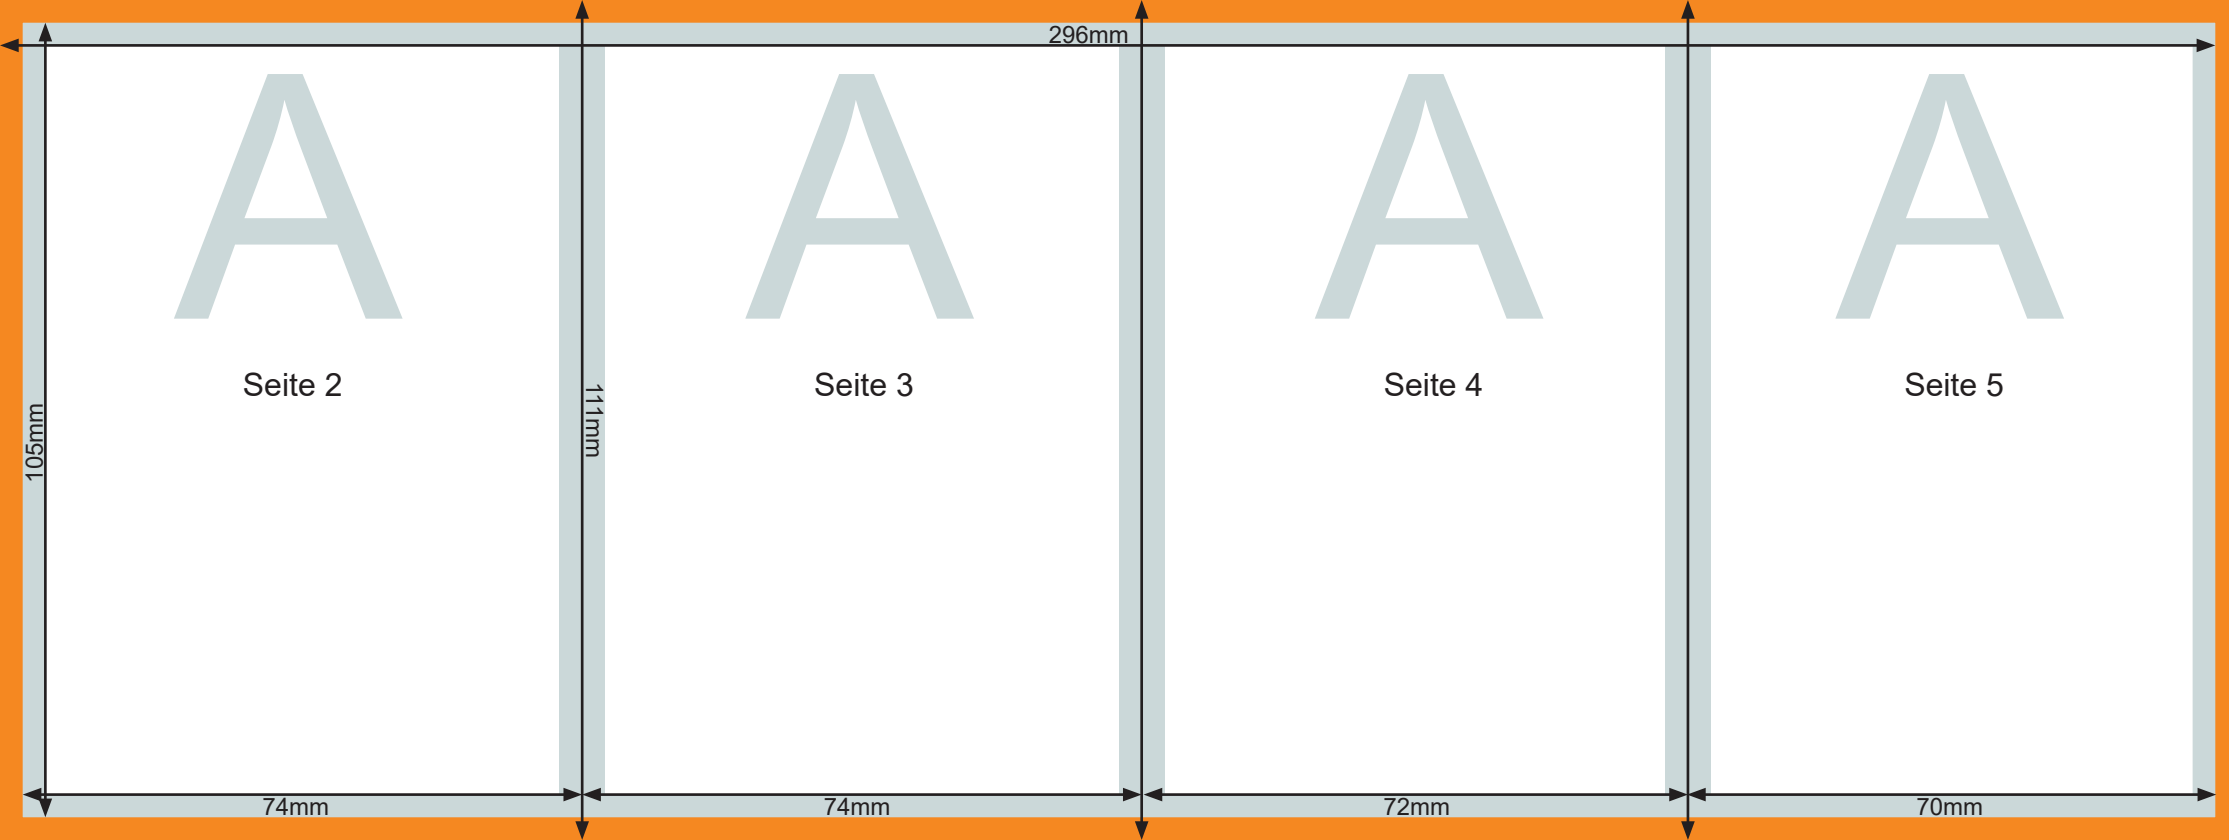 296mm
A
A
A
A
Seite 2
Seite 3
Seite 4
Seite 5
105mm
111mm
74mm
74mm
72mm
70mm